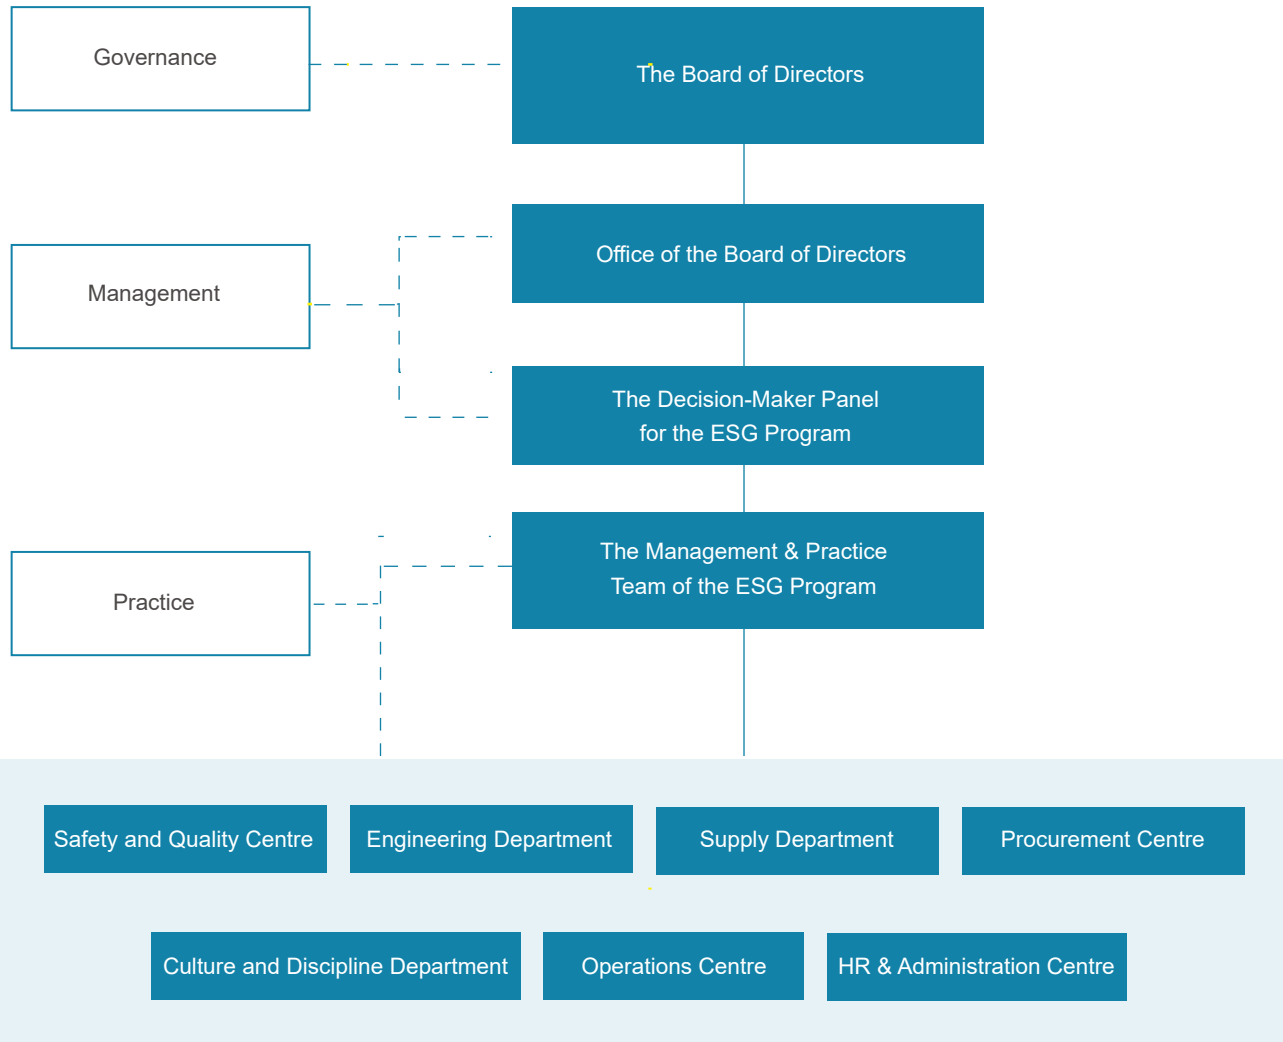 Governance
The Board of Directors
Management
Office of the Board of Directors
The Decision-Maker Panel
for the ESG Program
Practice
The Management & Practice
Team of the ESG Program
Safety and Quality Centre
Engineering Department
Supply Department
Procurement Centre
Culture and Discipline Department
Operations Centre
HR & Administration Centre